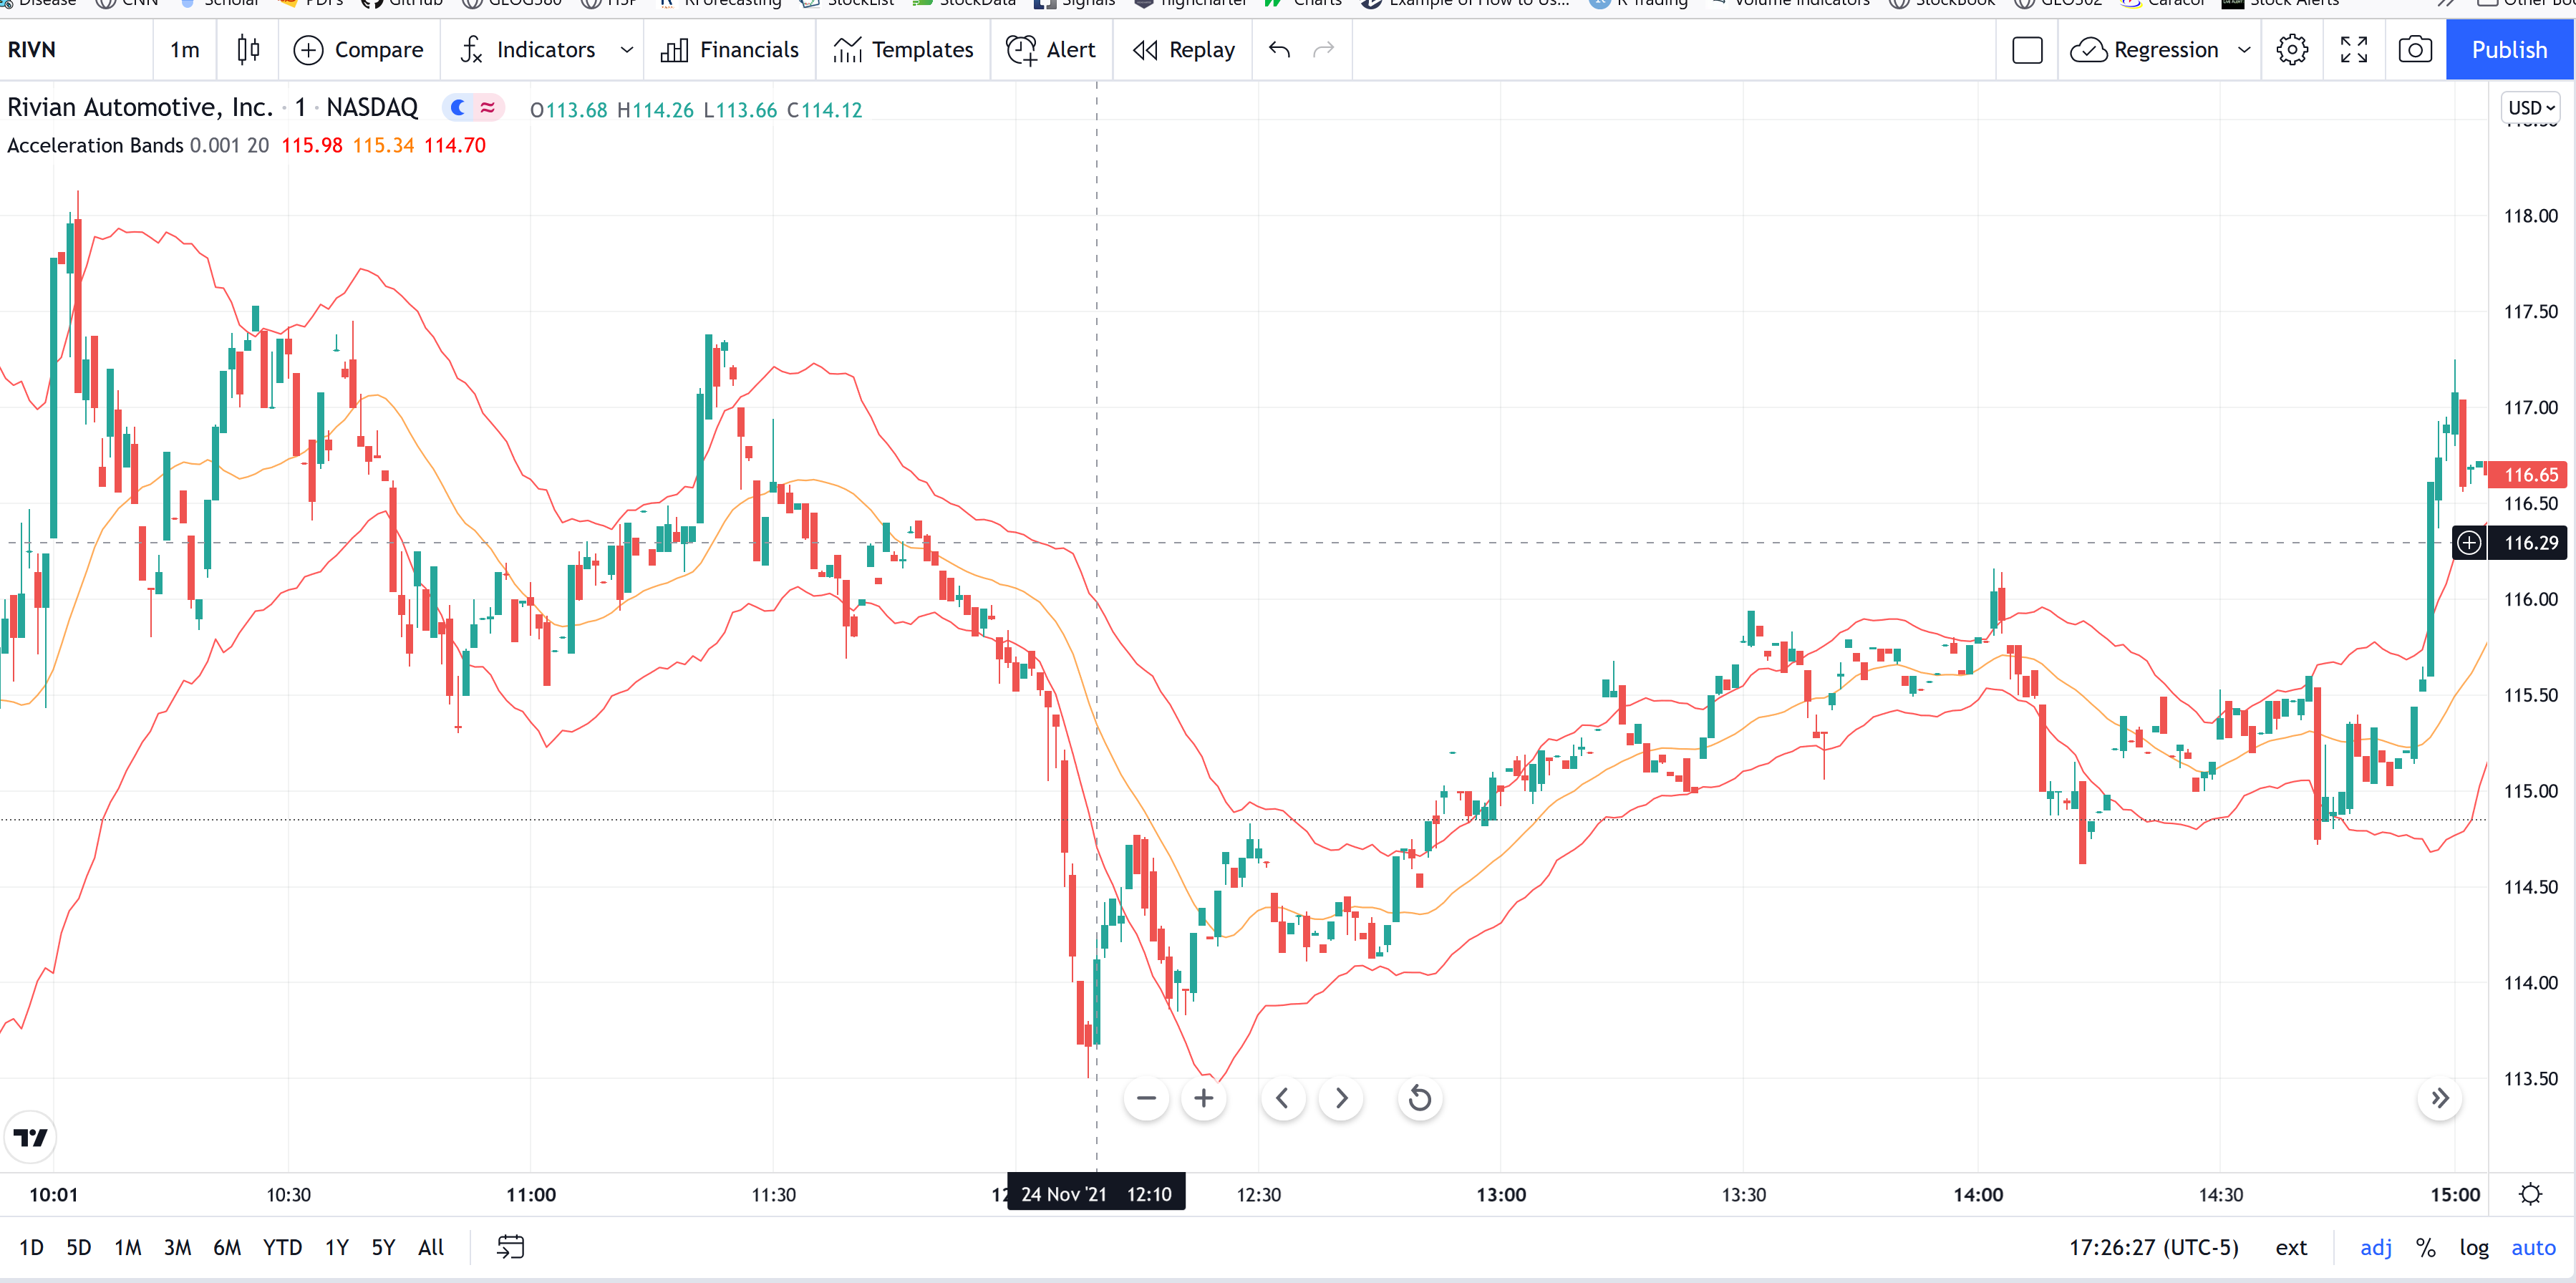 Disease CNN Scholar PDFs GitHub GEOG560 H5P RForecasting StockList StockData Signals Highcharter Charts Example of How to Us... R Trading Volume Indicators StockBook GEO502 Caracol Stock Alerts
RIVN 1m Compare Indicators Financials Templates Alert Replay Regression Publish
Rivian Automotive, Inc. · 1 · NASDAQ O113.68 H114.26 L113.66 C114.12 USD
Acceleration Bands 0.001 20 115.98 115.34 114.70
118.00
117.50
117.00
116.65
116.50
116.29
116.00
115.50
115.00
114.50
114.00
113.50
10:01 10:30 11:00 11:30 24 Nov '21 12:10 12:30 13:00 13:30 14:00 14:30 15:00
1D 5D 1M 3M 6M YTD 1Y 5Y All 17:26:27 (UTC-5) ext adj % log auto